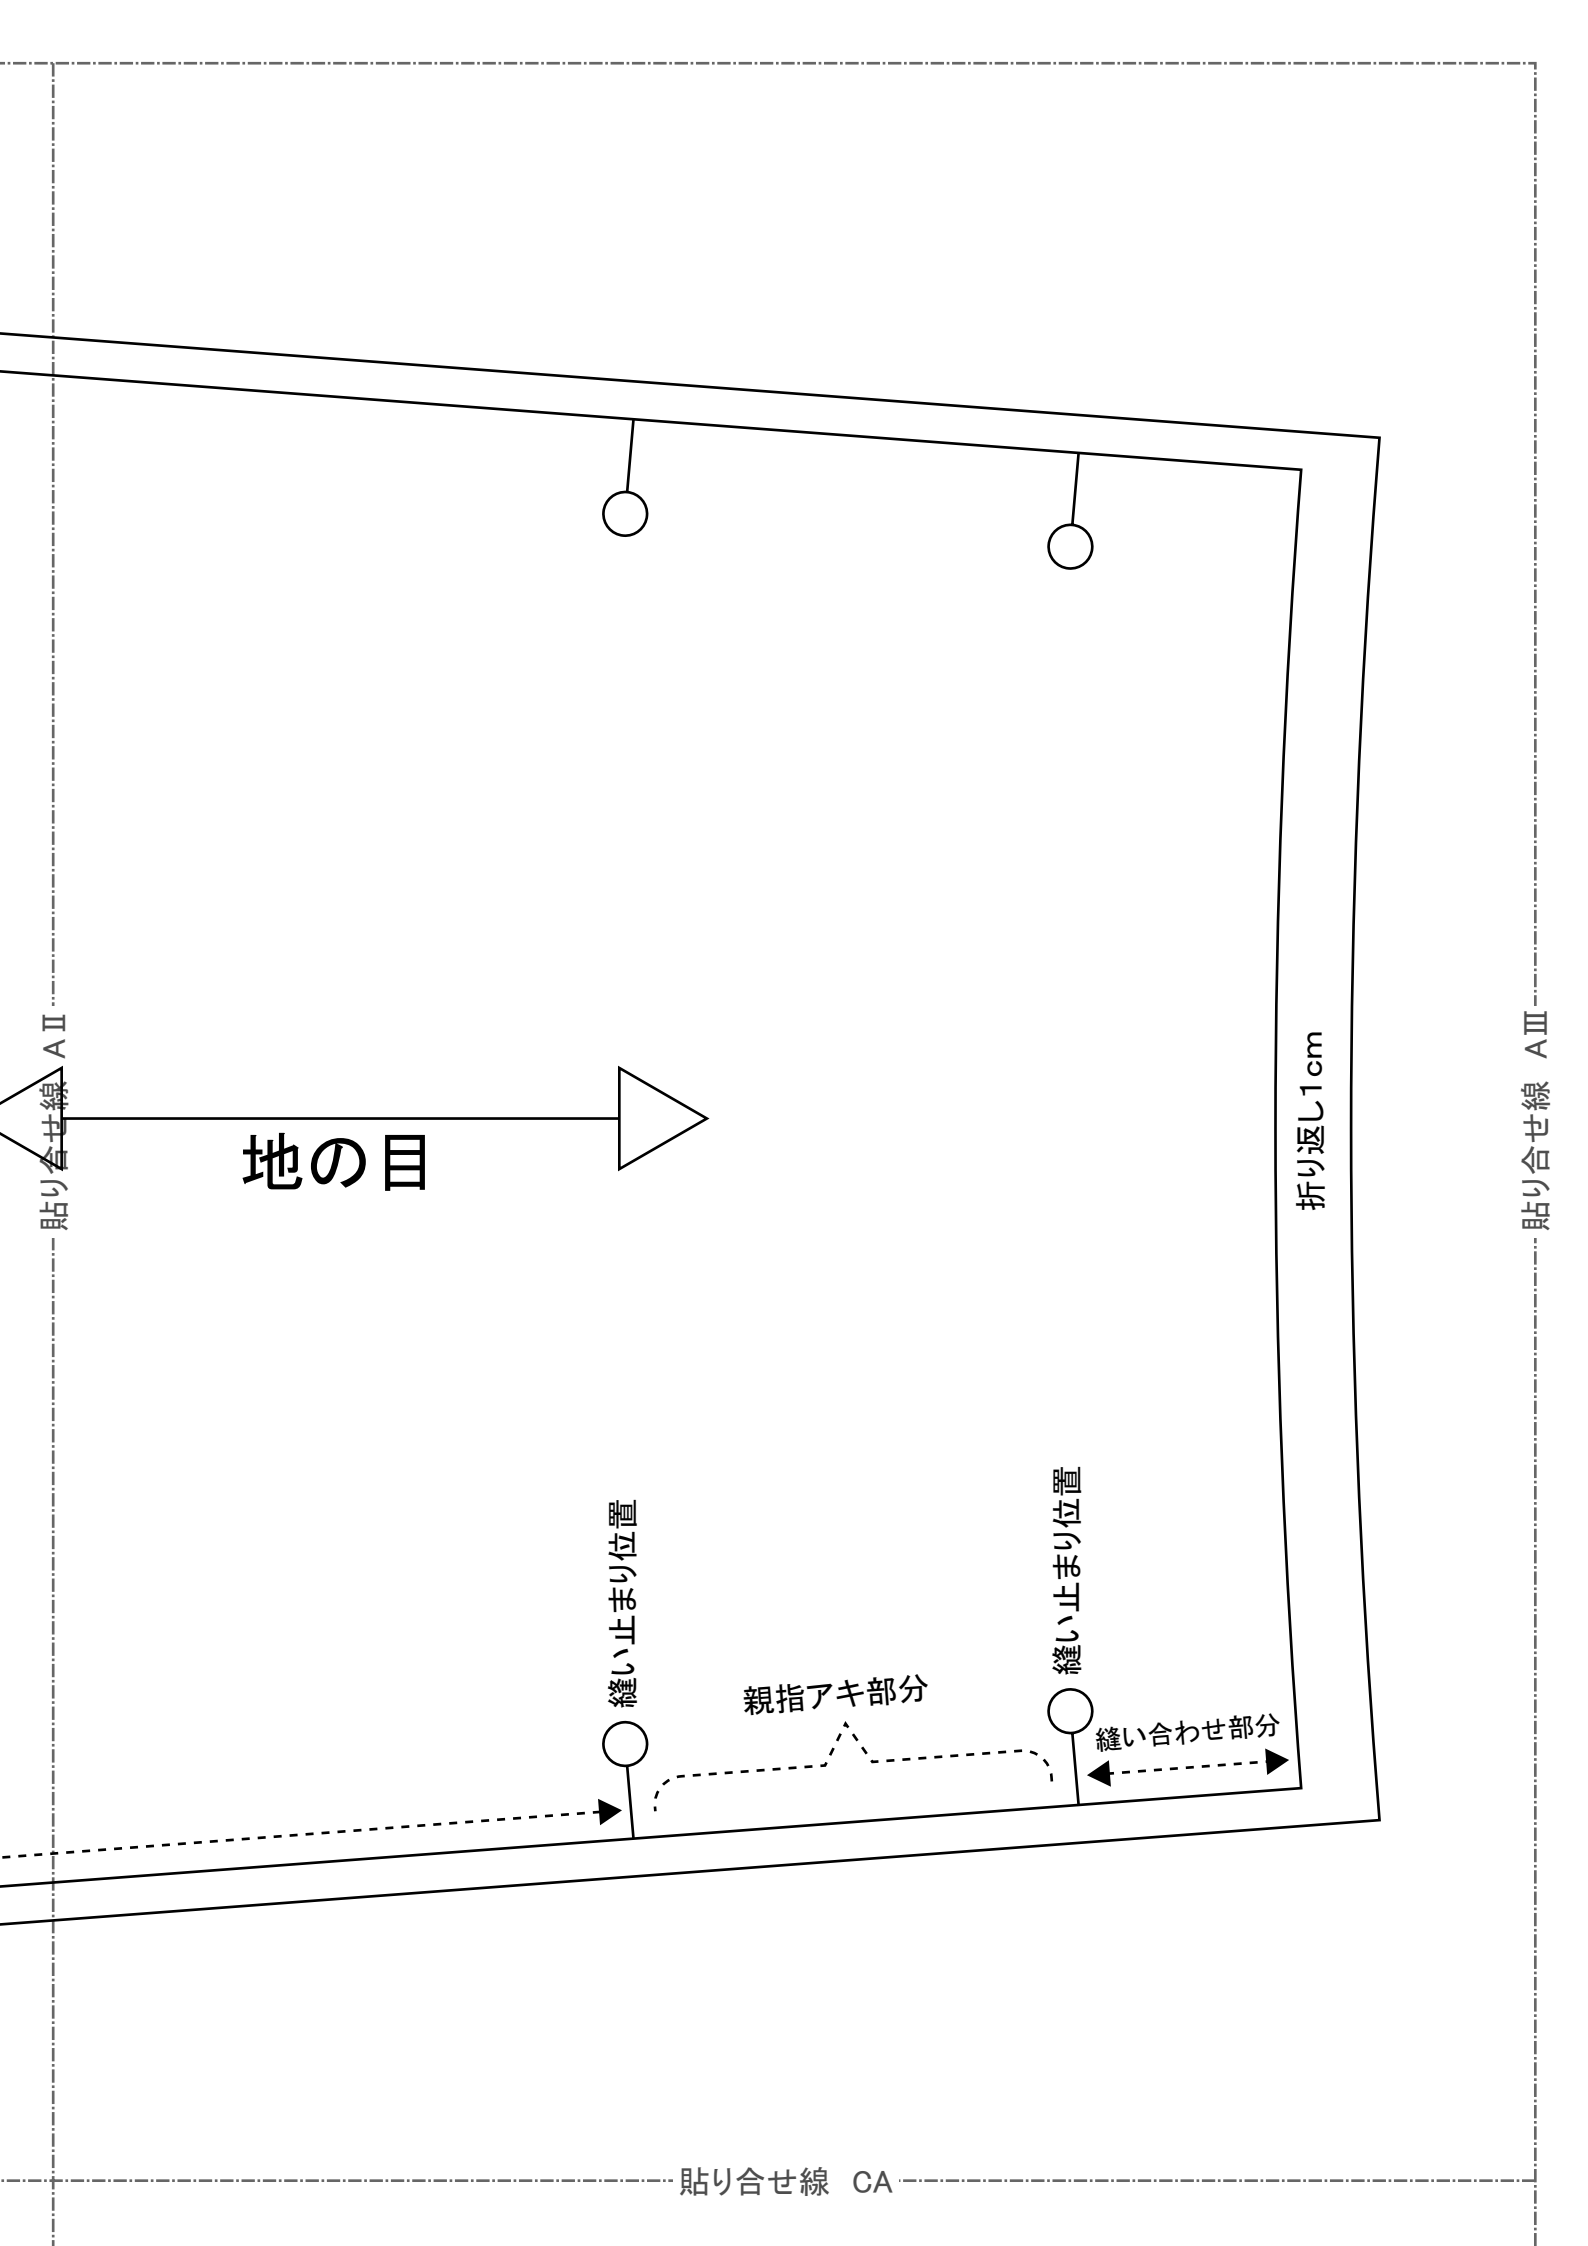 貼り合せ線 AⅡ
地の目
折り返し1cm
貼り合せ線 AⅢ
縫い止まり位置
縫い止まり位置
親指アキ部分
縫い合わせ部分
貼り合せ線 CA